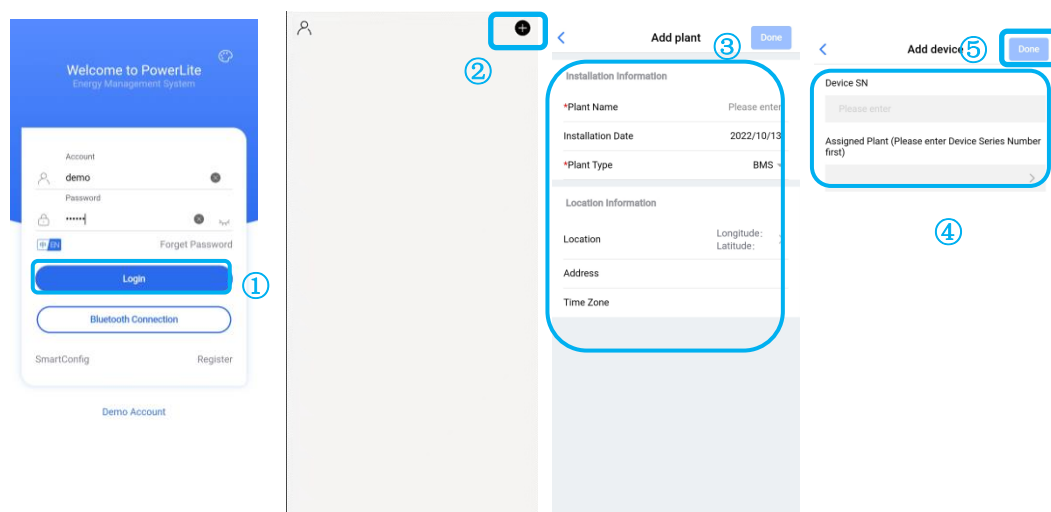 Welcome to PowerLite
Energy Management System
Account
demo
Password
••••••
中 EN
Forget Password
Login
①
Bluetooth Connection
SmartConfig
Register
Demo Account
②
Add plant
③
Done
Installation Information
*Plant Name
Please enter
Installation Date
2022/10/13
*Plant Type
BMS
Location Information
Location
Longitude:
Latitude:
Address
Time Zone
Add device
⑤
Done
Device SN
Please enter
Assigned Plant (Please enter Device Series Number
first)
④